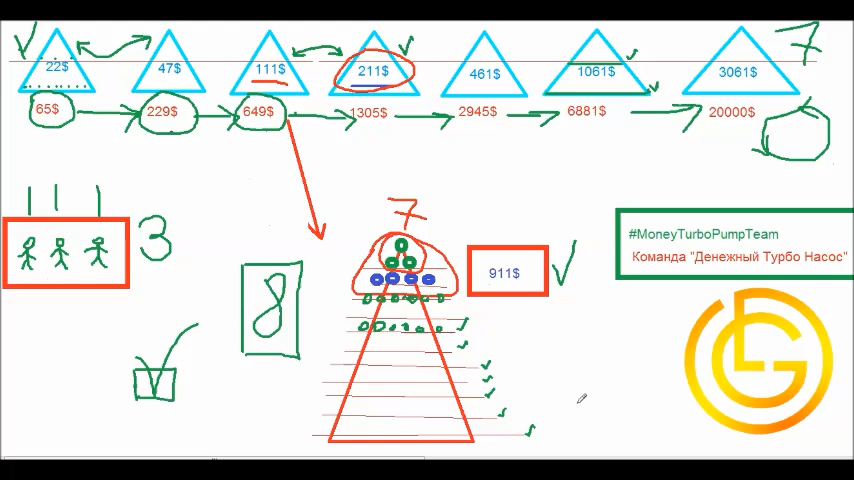 22$ 47$ 111$ 211$ 461$ 1061$ 3061$ 7
65$ 229$ 649$ 1305$ 2945$ 6881$ 20000$
7
3
8
911$
#MoneyTurboPumpTeam
Команда "Денежный Турбо Насос"
LG